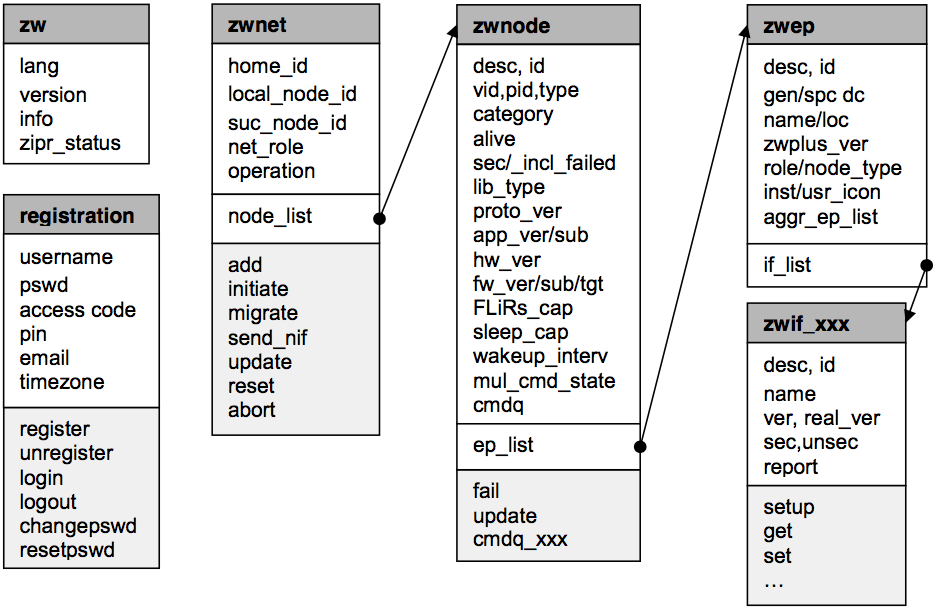 zw
lang
version
info
zipr_status
registration
username
pswd
access code
pin
email
timezone
register
unregister
login
logout
changepswd
resetpswd
zwnet
home_id
local_node_id
suc_node_id
net_role
operation
node_list
add
initiate
migrate
send_nif
update
reset
abort
zwnode
desc, id
vid,pid,type
category
alive
sec/_incl_failed
lib_type
proto_ver
app_ver/sub
hw_ver
fw_ver/sub/tgt
FLiRs_cap
sleep_cap
wakeup_interv
mul_cmd_state
cmdq
ep_list
fail
update
cmdq_xxx
zwep
desc, id
gen/spc dc
name/loc
zwplus_ver
role/node_type
inst/usr_icon
aggr_ep_list
if_list
zwif_xxx
desc, id
name
ver, real_ver
sec,unsec
report
setup
get
set
…